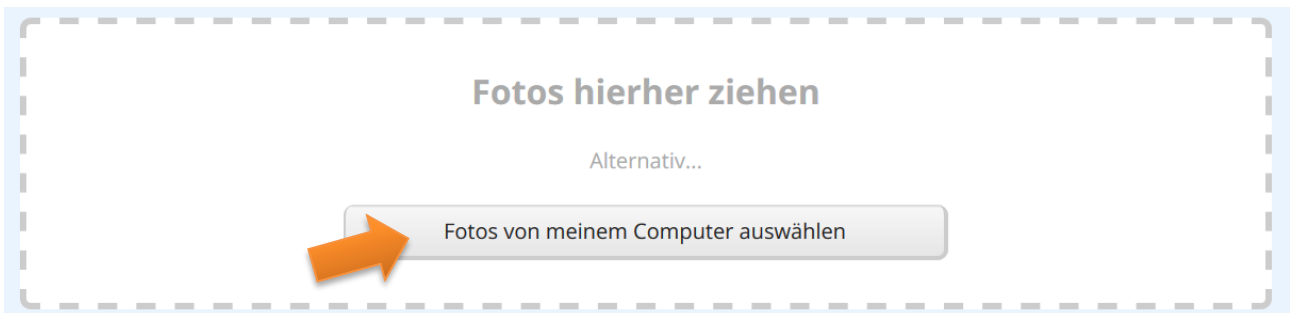 Fotos hierher ziehen
Alternativ...
Fotos von meinem Computer auswählen